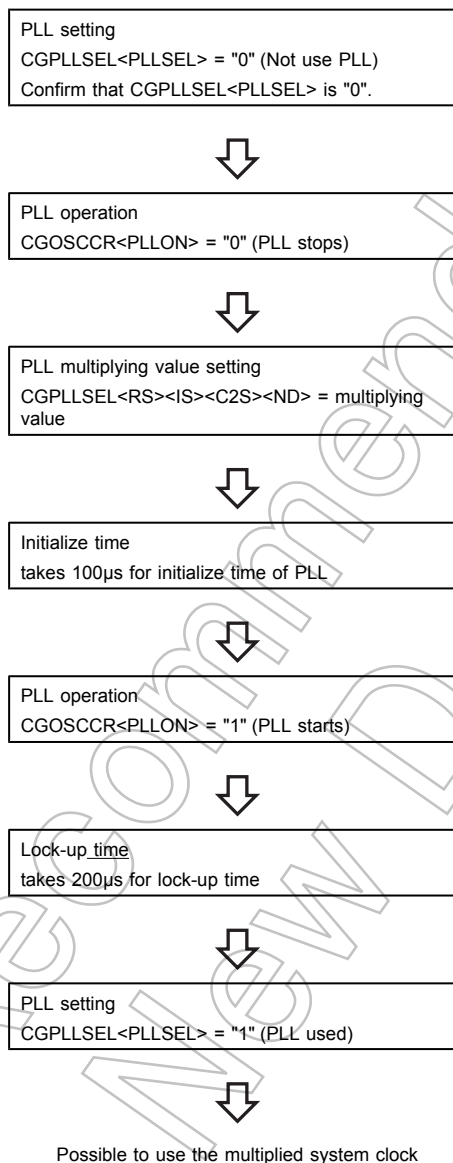 PLL setting
CGPLLSEL<PLLSEL> = "0" (Not use PLL)
Confirm that CGPLLSEL<PLLSEL> is "0".
PLL operation
CGOSCCR<PLLON> = "0" (PLL stops)
PLL multiplying value setting
CGPLLSEL<RS><IS><C2S><ND> = multiplying
value
Initialize time
takes 100µs for initialize time of PLL
PLL operation
CGOSCCR<PLLON> = "1" (PLL starts)
Lock-up time
takes 200µs for lock-up time
PLL setting
CGPLLSEL<PLLSEL> = "1" (PLL used)
Possible to use the multiplied system clock